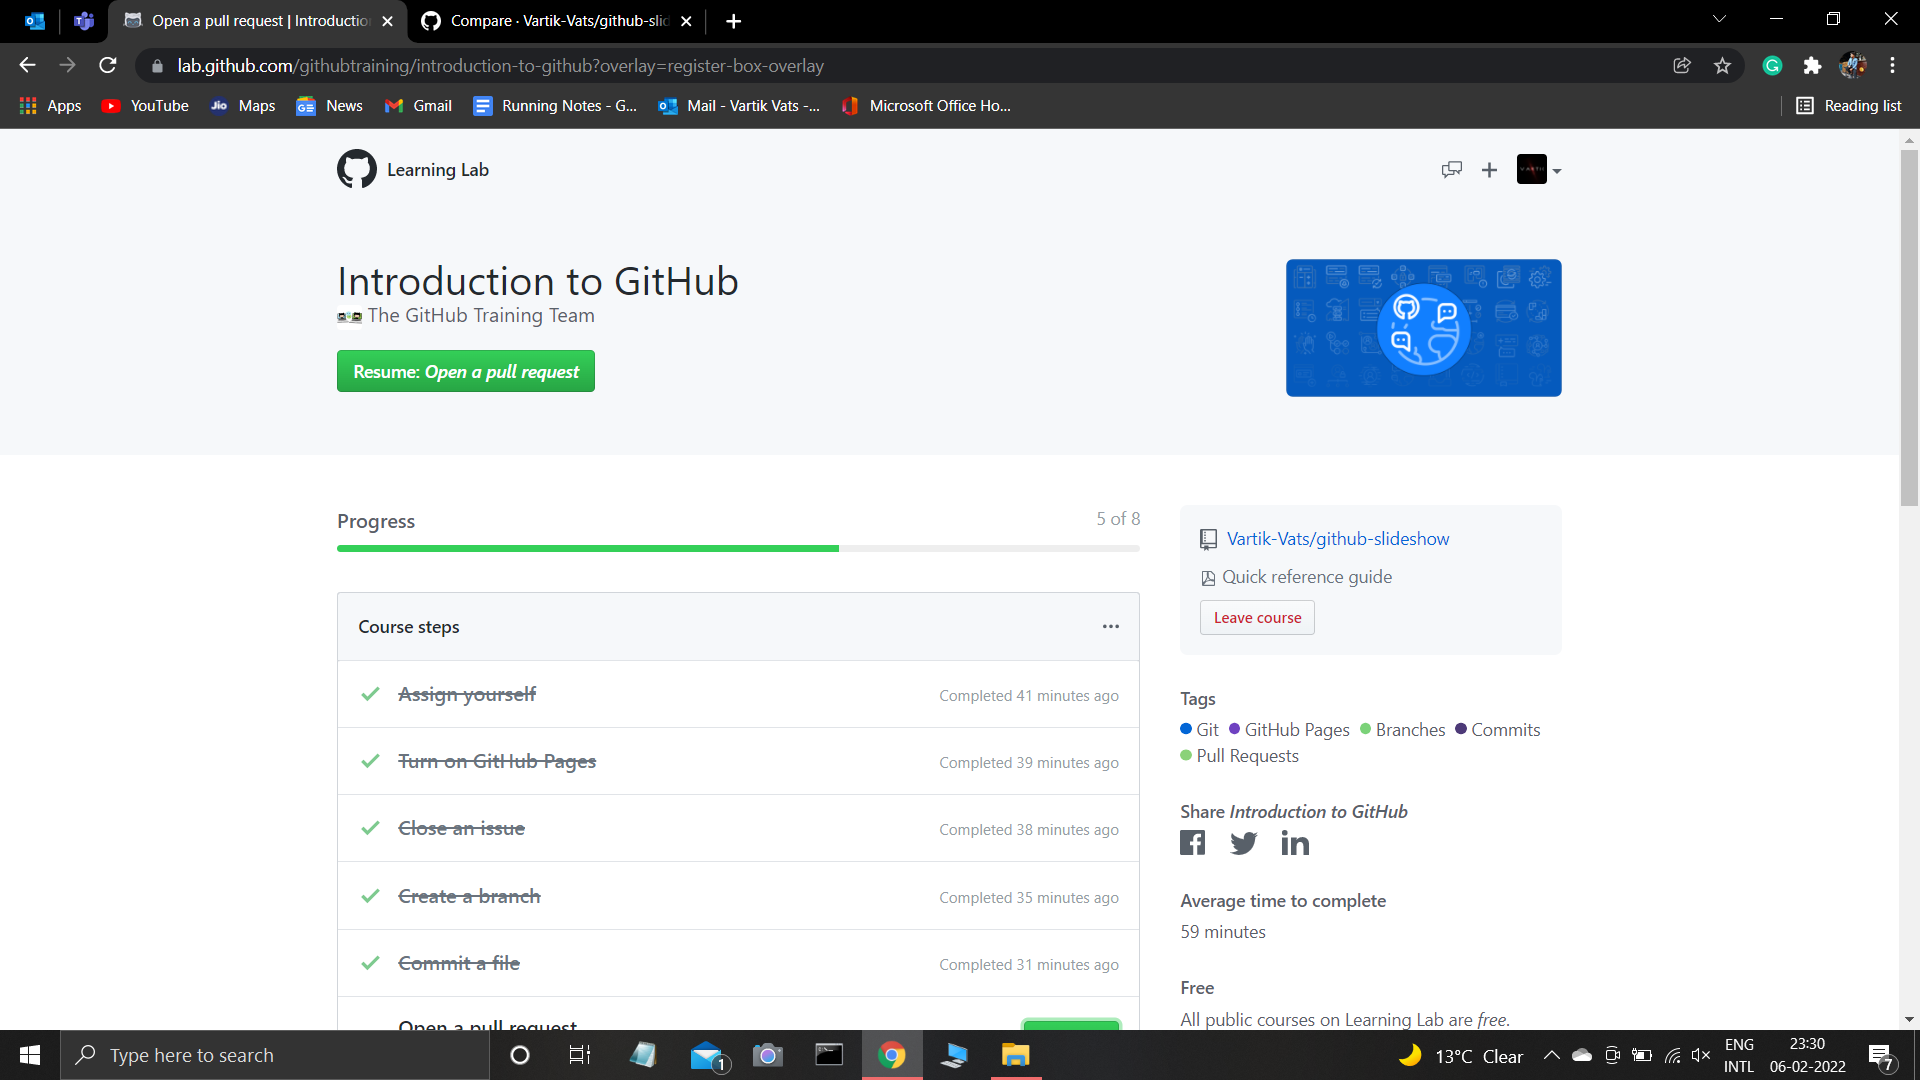 Open a pull request | Introductio
Compare · Vartik-Vats/github-slid
lab.github.com/githubtraining/introduction-to-github?overlay=register-box-overlay
Apps YouTube Jio Maps News Gmail Running Notes - G... Mail - Vartik Vats -... Microsoft Office Ho... Reading list
Learning Lab
Introduction to GitHub
The GitHub Training Team
Resume: Open a pull request
Progress 5 of 8
Course steps
Assign yourself Completed 41 minutes ago
Turn on GitHub Pages Completed 39 minutes ago
Close an issue Completed 38 minutes ago
Create a branch Completed 35 minutes ago
Commit a file Completed 31 minutes ago
Open a pull request
Vartik-Vats/github-slideshow
Quick reference guide
Leave course
Tags
Git GitHub Pages Branches Commits
Pull Requests
Share Introduction to GitHub
Average time to complete
59 minutes
Free
All public courses on Learning Lab are free.
Type here to search
1
13°C Clear
ENG
INTL
23:30
06-02-2022
7